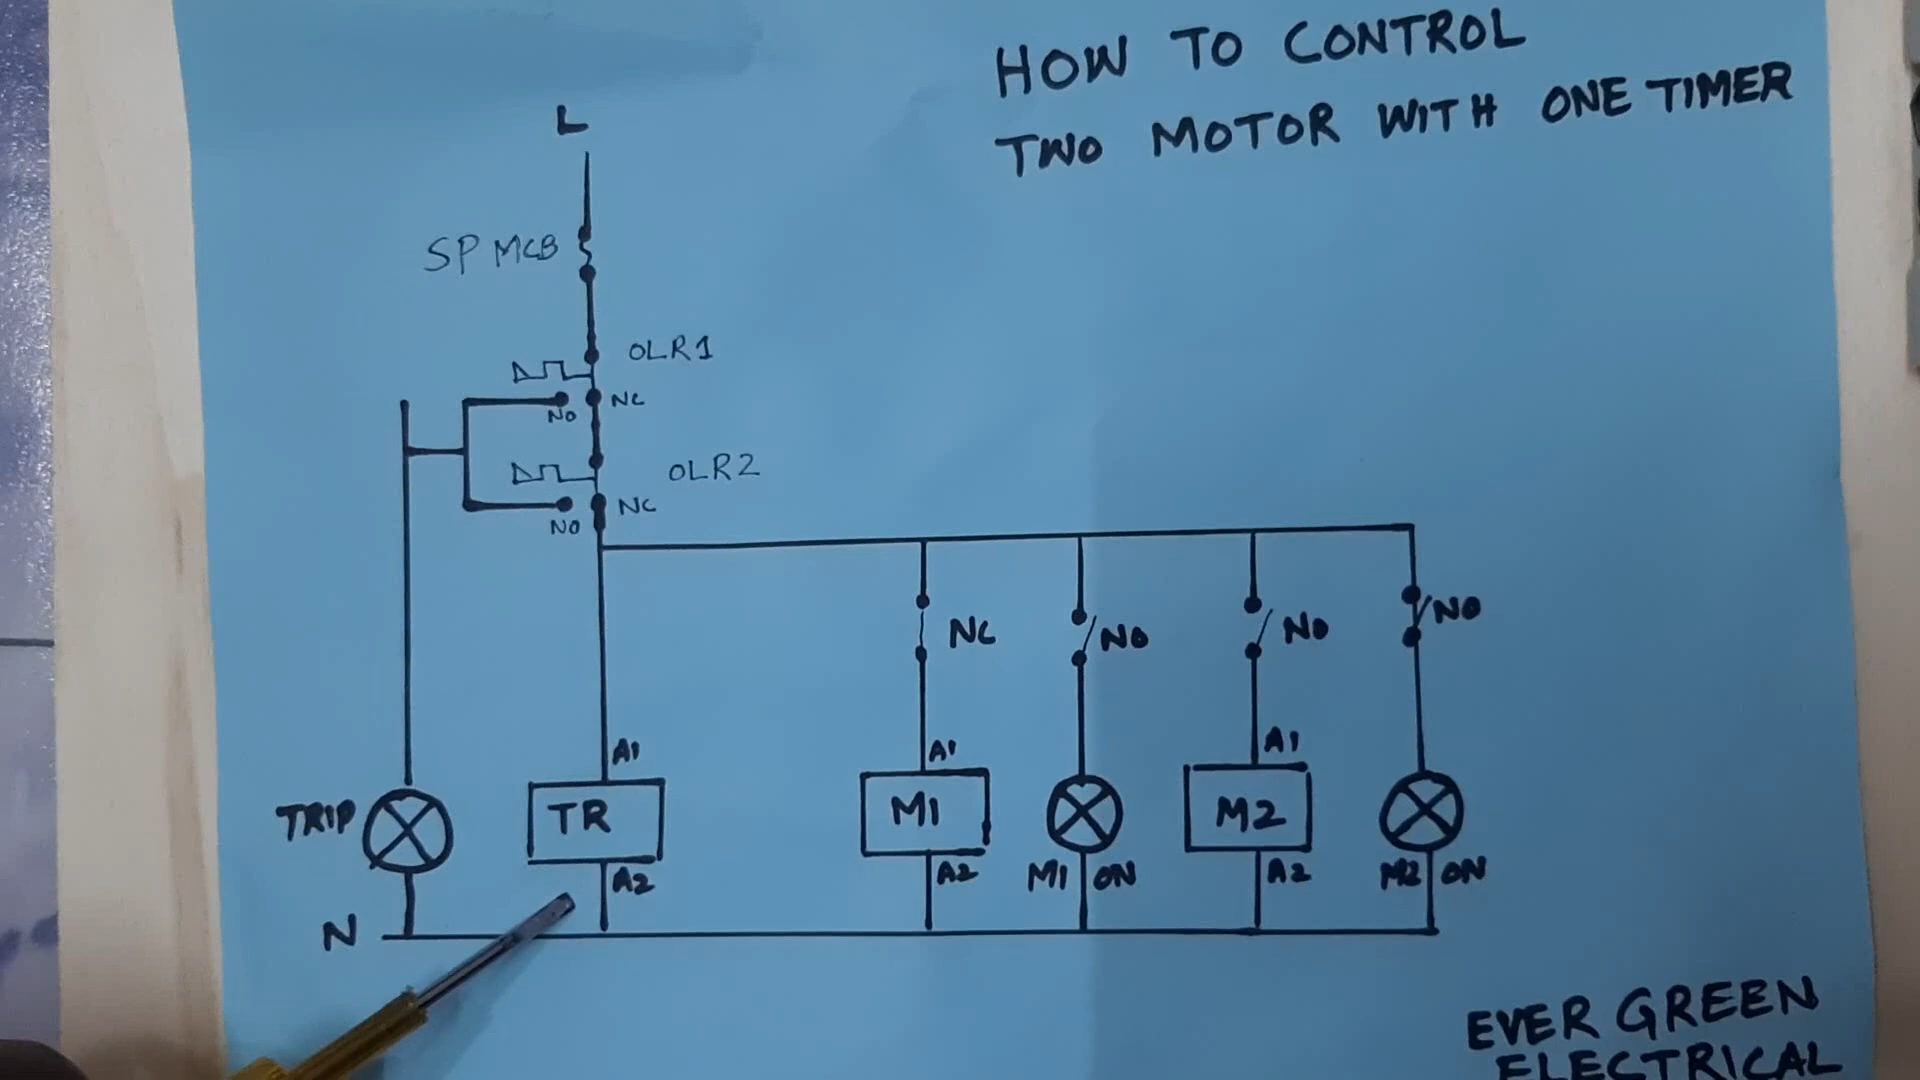 HOW TO CONTROL
TWO MOTOR WITH ONE TIMER
L
SP MCB
OLR1
NO NC
OLR2
NO NC
NC
NO
NO
NO
A1
A1
A1
TRIP
TR
M1
M2
A2
A2
M1 ON
A2
M2 ON
N
EVER GREEN
ELECTRICAL